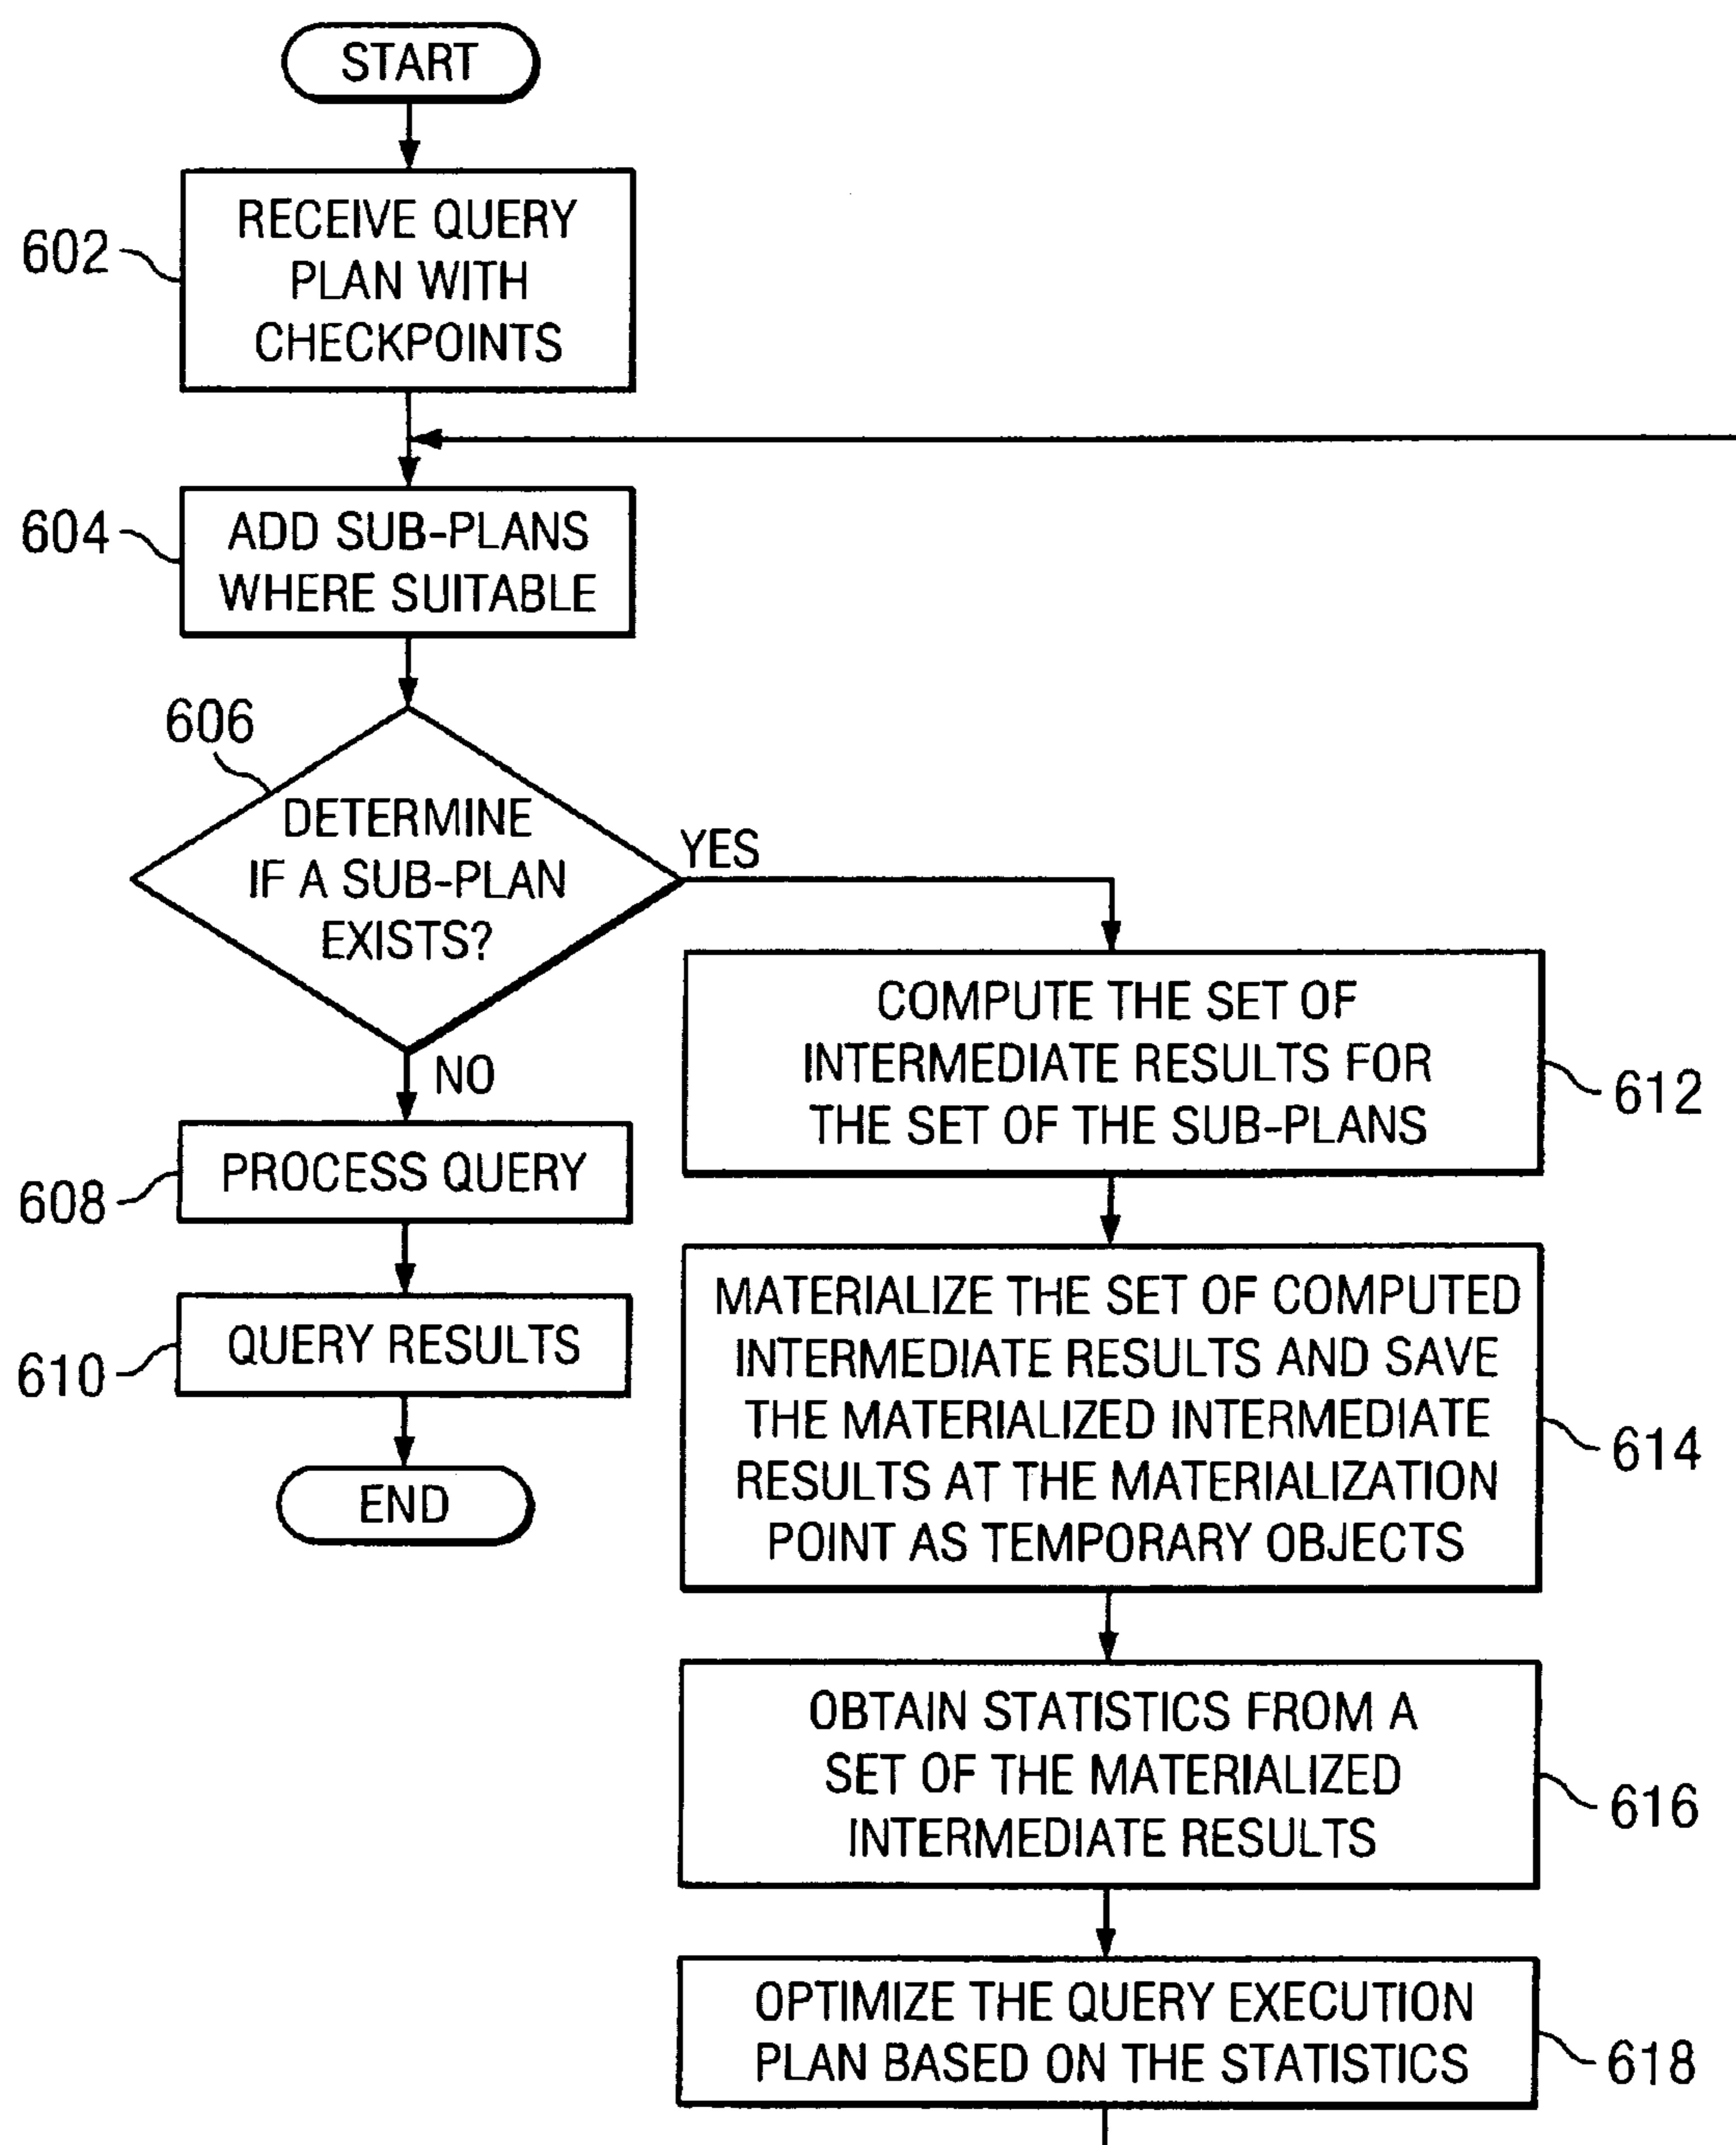 START
602
RECEIVE QUERY
PLAN WITH
CHECKPOINTS
604
ADD SUB-PLANS
WHERE SUITABLE
606
DETERMINE
IF A SUB-PLAN
EXISTS?
YES
NO
608
PROCESS QUERY
610
QUERY RESULTS
END
COMPUTE THE SET OF
INTERMEDIATE RESULTS FOR
THE SET OF THE SUB-PLANS
612
MATERIALIZE THE SET OF COMPUTED
INTERMEDIATE RESULTS AND SAVE
THE MATERIALIZED INTERMEDIATE
RESULTS AT THE MATERIALIZATION
POINT AS TEMPORARY OBJECTS
614
OBTAIN STATISTICS FROM A
SET OF THE MATERIALIZED
INTERMEDIATE RESULTS
616
OPTIMIZE THE QUERY EXECUTION
PLAN BASED ON THE STATISTICS
618